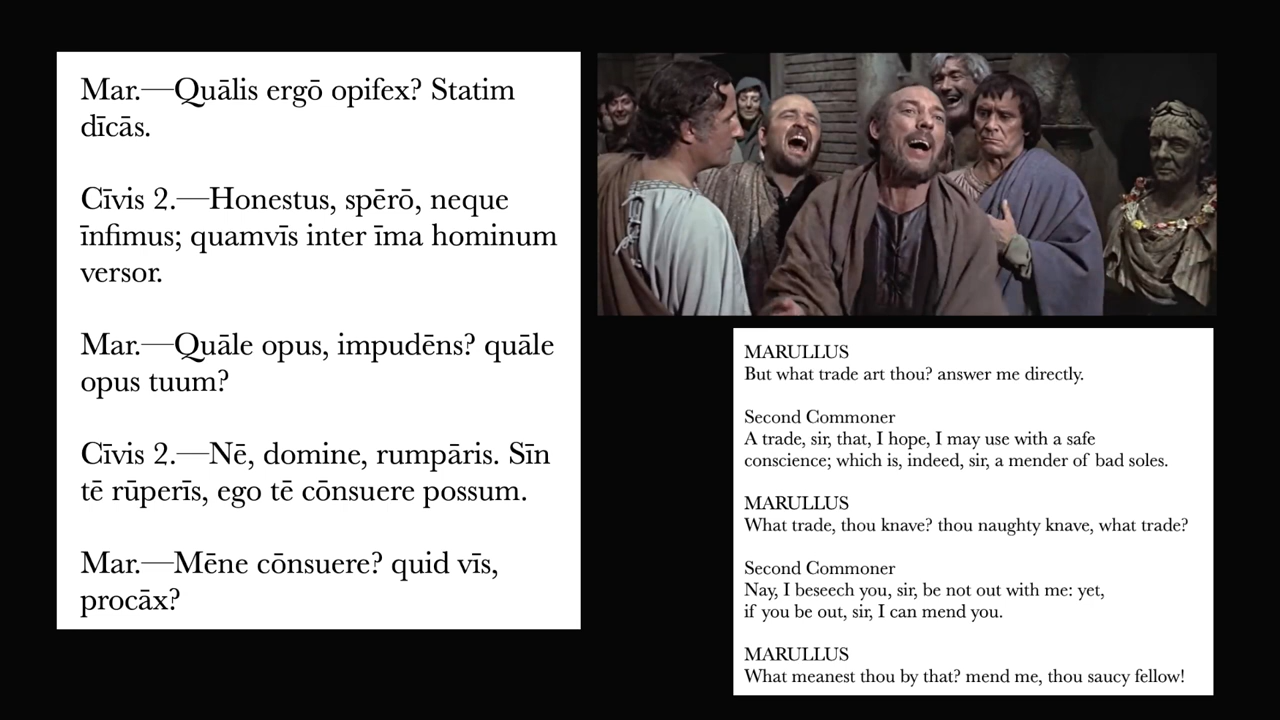 Mar.—Quālis ergō opifex? Statim
dīcās.
Cīvis 2.—Honestus, spērō, neque
īnfimus; quamvīs inter īma hominum
versor.
Mar.—Quāle opus, impudēns? quāle
opus tuum?
Cīvis 2.—Nē, domine, rumpāris. Sīn
tē rūperīs, ego tē cōnsuere possum.
Mar.—Mēne cōnsuere? quid vīs,
procāx?
MARULLUS
But what trade art thou? answer me directly.
Second Commoner
A trade, sir, that, I hope, I may use with a safe
conscience; which is, indeed, sir, a mender of bad soles.
MARULLUS
What trade, thou knave? thou naughty knave, what trade?
Second Commoner
Nay, I beseech you, sir, be not out with me: yet,
if you be out, sir, I can mend you.
MARULLUS
What meanest thou by that? mend me, thou saucy fellow!